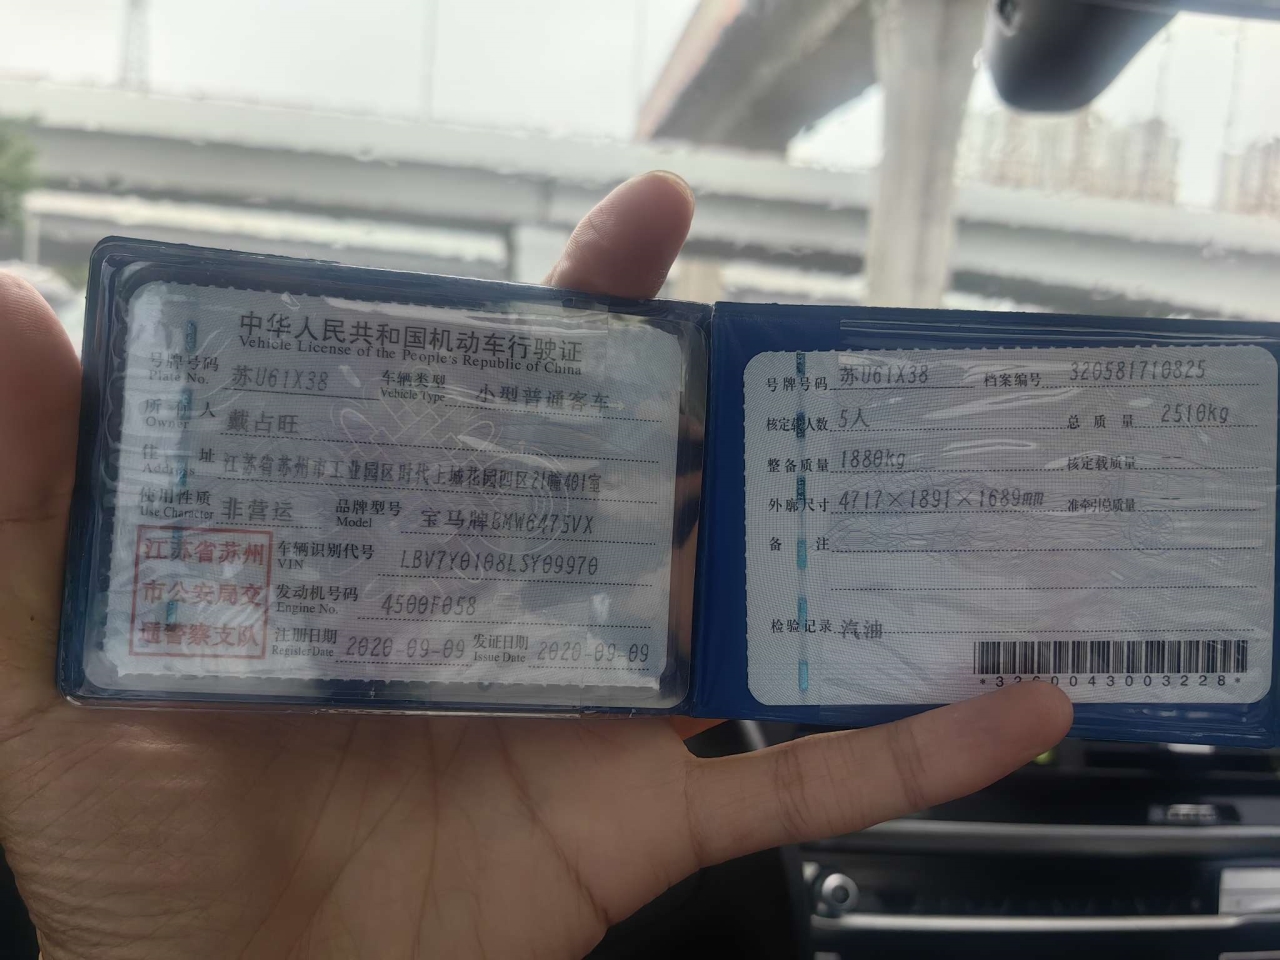 中华人民共和国机动车行驶证
Vehicle License of the People's Republic of China
号牌号码 苏U61X38 车辆类型 小型普通客车
Plate No. Vehicle Type
所有人 戴占旺
Owner
住址 江苏省苏州市工业园区时代上城花园四区21幢401室
Address
使用性质 非营运 品牌型号 宝马牌BMW6475VX
Use Character Model
江苏省苏州
市公安局交
通警察支队
车辆识别代号 LBV7Y0108LSY09970
VIN
发动机号码 4500F058
Engine No.
注册日期 2020-09-09 发证日期 2020-09-09
Register Date Issue Date
号牌号码 苏U61X38 档案编号 320581710825
核定载人数 5人 总质量 2510kg
整备质量 1880kg 核定载质量 --
外廓尺寸 4717×1891×1689mm 准牵引总质量 --
备注
检验记录 汽油
*3260043003228*